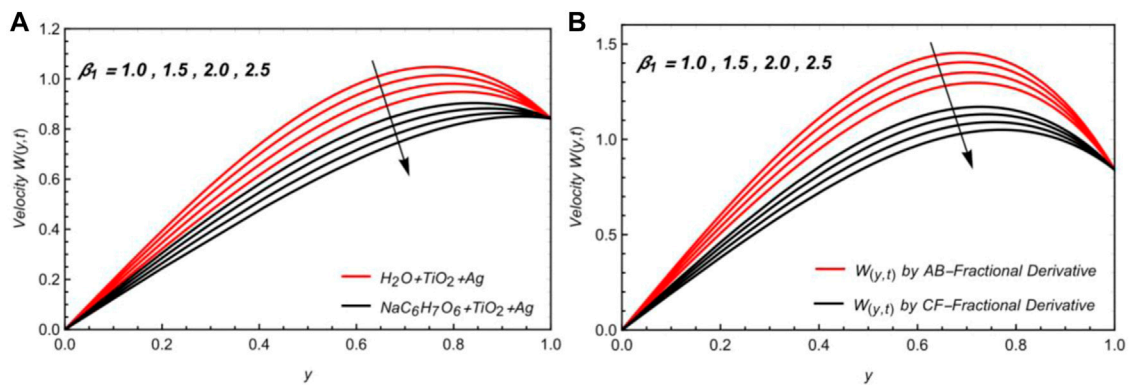 A
β₁ = 1.0 , 1.5 , 2.0 , 2.5
Velocity W(y,t)
1.2
1.0
0.8
0.6
0.4
0.2
0.0
H₂O+TiO₂+Ag
NaC₆H₇O₆+TiO₂+Ag
0.0 0.2 0.4 0.6 0.8 1.0
y
B
β₁ = 1.0 , 1.5 , 2.0 , 2.5
Velocity W(y,t)
1.5
1.0
0.5
0.0
W(y,t) by AB-Fractional Derivative
W(y,t) by CF-Fractional Derivative
0.0 0.2 0.4 0.6 0.8 1.0
y